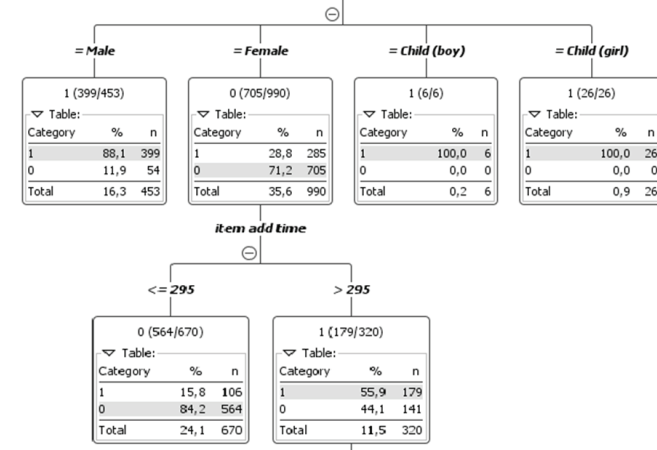 = Male
= Female
= Child (boy)
= Child (girl)
1 (399/453)
Table:
Category % n
1 88,1 399
0 11,9 54
Total 16,3 453
0 (705/990)
Table:
Category % n
1 28,8 285
0 71,2 705
Total 35,6 990
1 (6/6)
Table:
Category % n
1 100,0 6
0 0,0 0
Total 0,2 6
1 (26/26)
Table:
Category % n
1 100,0 26
0 0,0 0
Total 0,9 26
item add time
<= 295
> 295
0 (564/670)
Table:
Category % n
1 15,8 106
0 84,2 564
Total 24,1 670
1 (179/320)
Table:
Category % n
1 55,9 179
0 44,1 141
Total 11,5 320